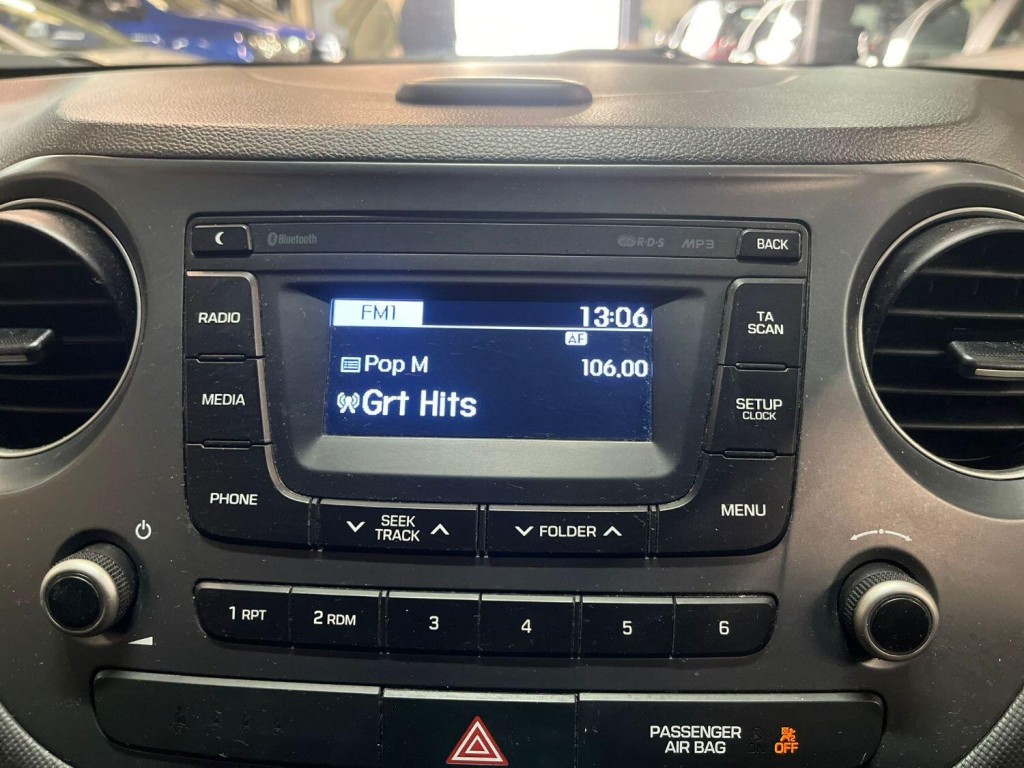 Bluetooth
R·D·S
MP3
BACK
RADIO
FM1
13:06
TA
SCAN
AF
Pop M
106.00
MEDIA
Grt Hits
SETUP
CLOCK
PHONE
SEEK
TRACK
FOLDER
MENU
1 RPT
2 RDM
3
4
5
6
PASSENGER
AIR BAG
OFF